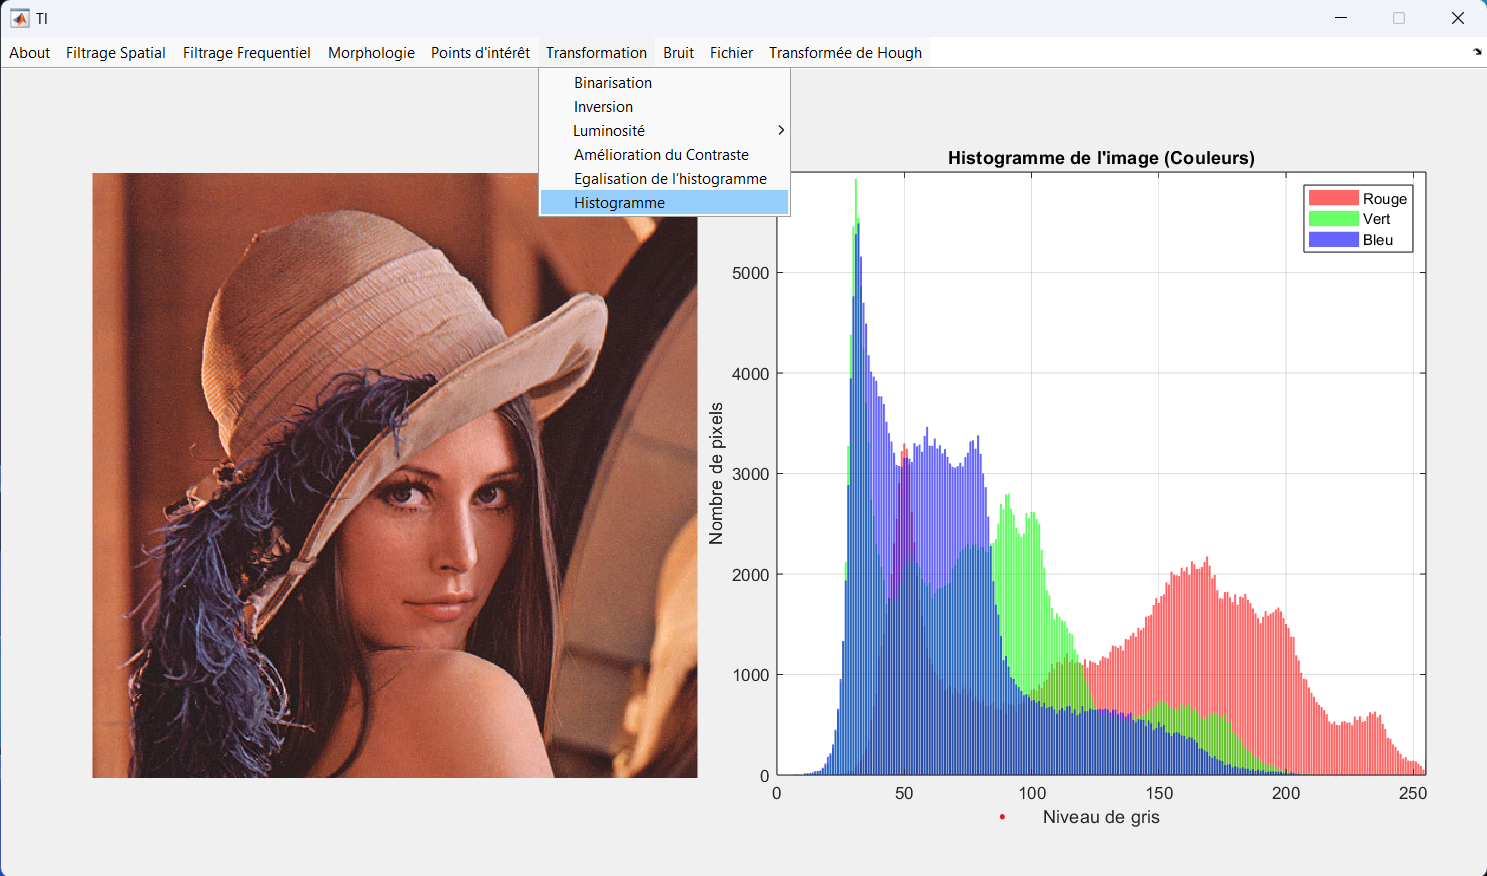 TI
About Filtrage Spatial Filtrage Frequentiel Morphologie Points d'intérêt Transformation Bruit Fichier Transformée de Hough
Binarisation
Inversion
Luminosité
Amélioration du Contraste
Egalisation de l'histogramme
Histogramme
Histogramme de l'image (Couleurs)
Rouge
Vert
Bleu
Nombre de pixels
5000
4000
3000
2000
1000
0
0 50 100 150 200 250
Niveau de gris